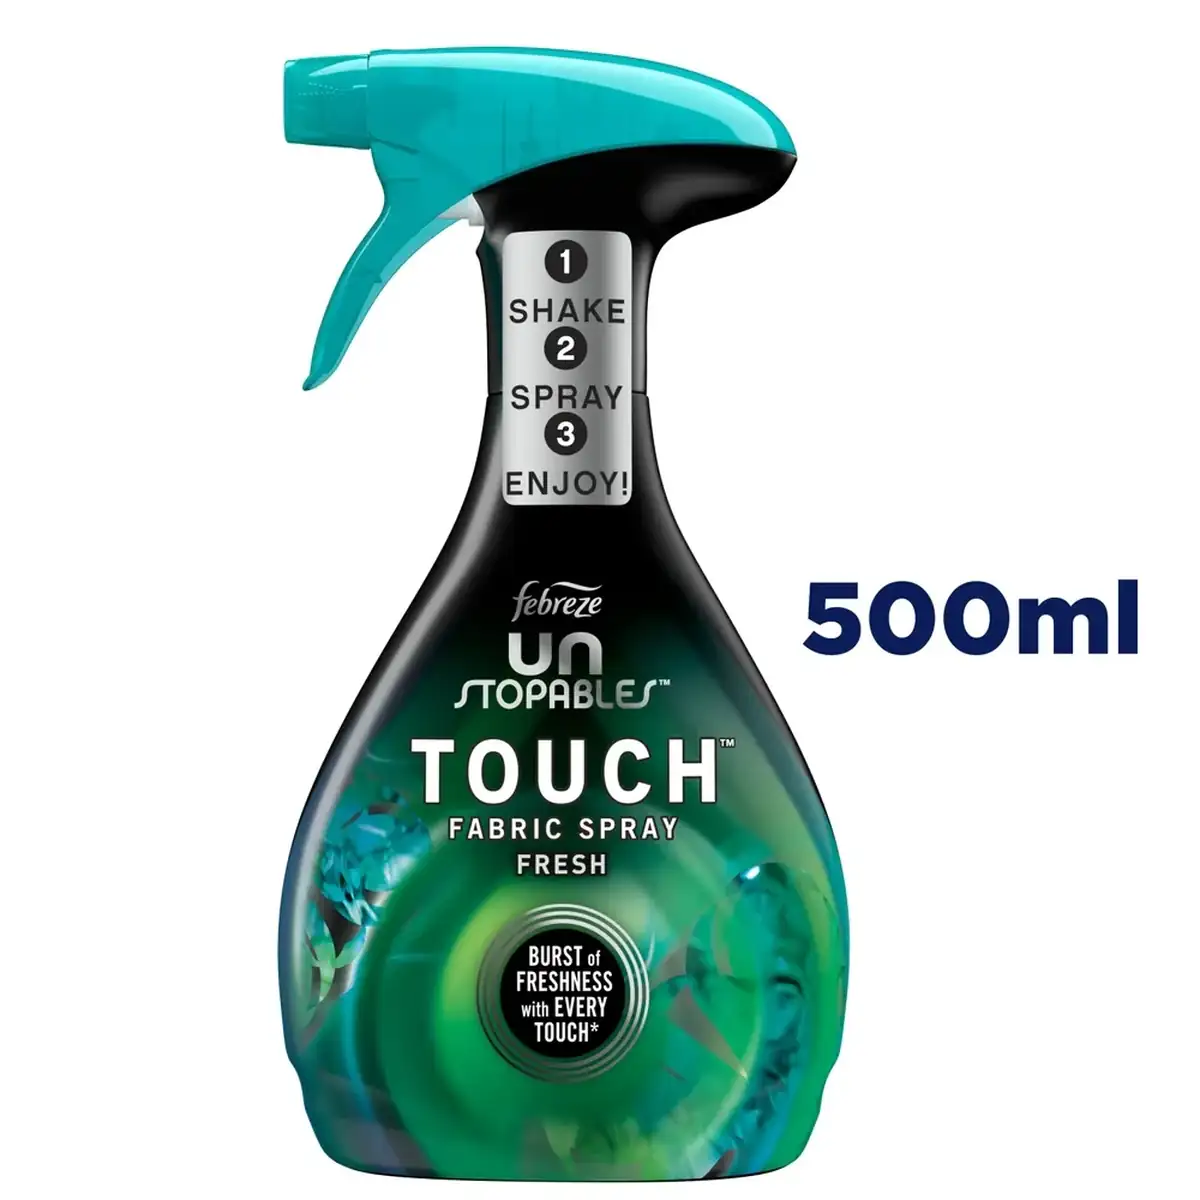 1
SHAKE
2
SPRAY
3
ENJOY!
febreze
UN
STOPABLES™
TOUCH™
FABRIC SPRAY
FRESH
BURST of
FRESHNESS
with EVERY
TOUCH*
500ml